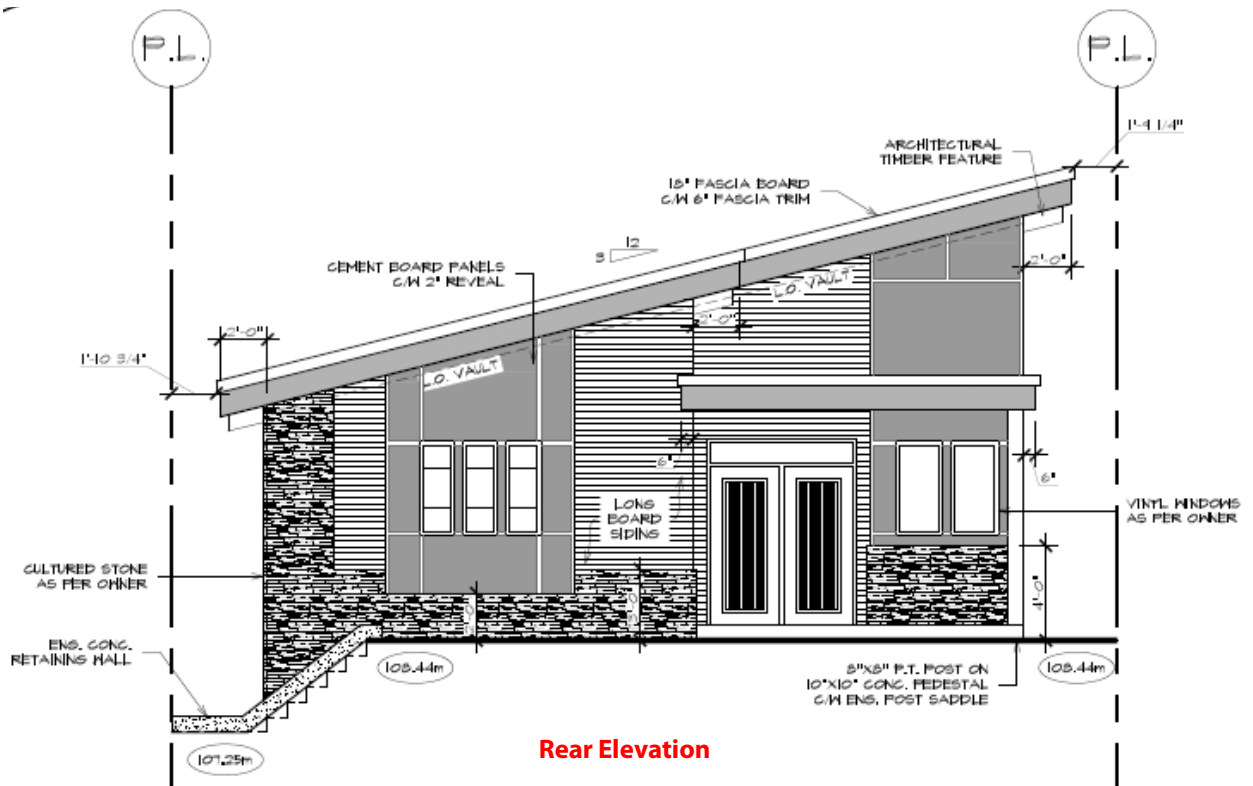 P.L.
P.L.
1'-4 1/4"
ARCHITECTURAL
TIMBER FEATURE
18" FASCIA BOARD
C/W 6" FASCIA TRIM
12
3
CEMENT BOARD PANELS
C/W 2" REVEAL
2'-0"
L.O. VAULT
2'-0"
2'-0"
1'-10 3/4"
L.O. VAULT
6"
6"
LONG
BOARD
SIDING
VINYL WINDOWS
AS PER OWNER
CULTURED STONE
AS PER OWNER
4'-0"
3'-0"
ENG. CONC.
RETAINING WALL
108.44m
108.44m
8"X8" P.T. POST ON
10"X10" CONC. PEDESTAL
C/W ENG. POST SADDLE
107.25m
Rear Elevation